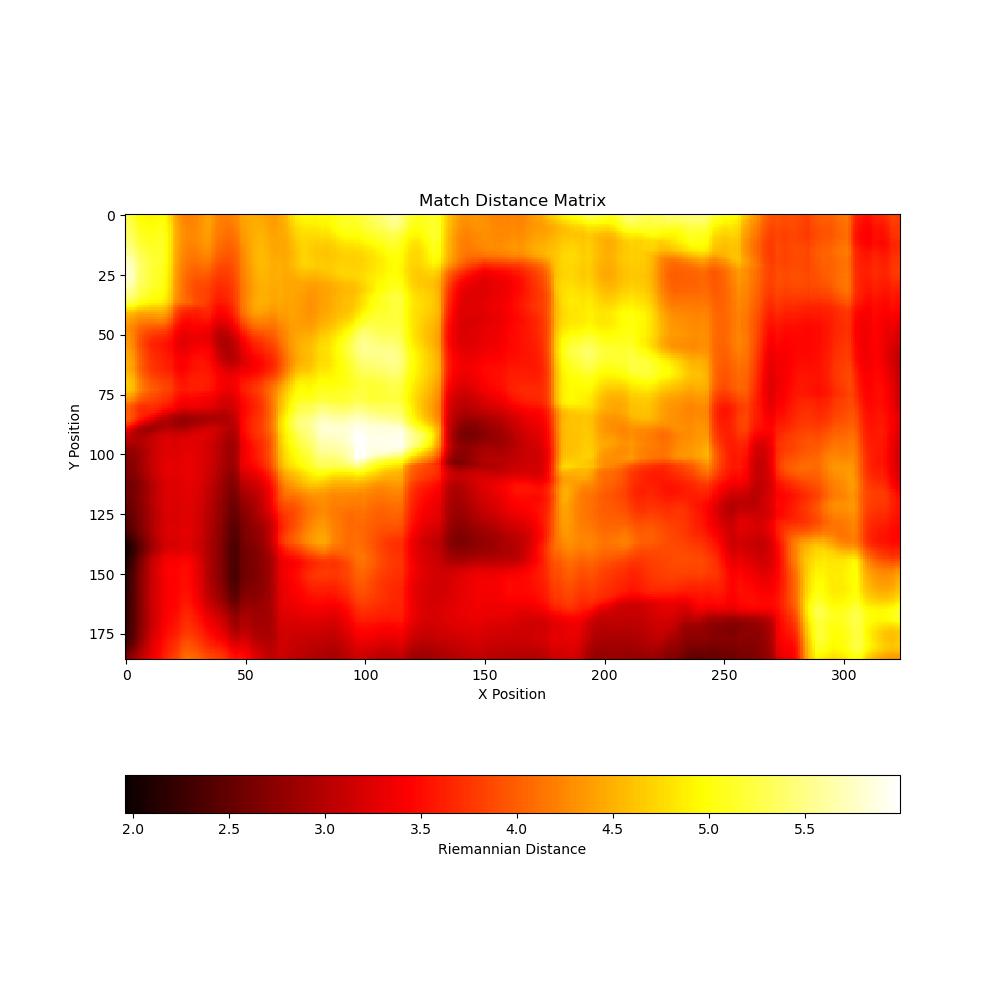 Match Distance Matrix
0
25
50
75
100
125
150
175
Y Position
0 50 100 150 200 250 300
X Position
2.0 2.5 3.0 3.5 4.0 4.5 5.0 5.5
Riemannian Distance